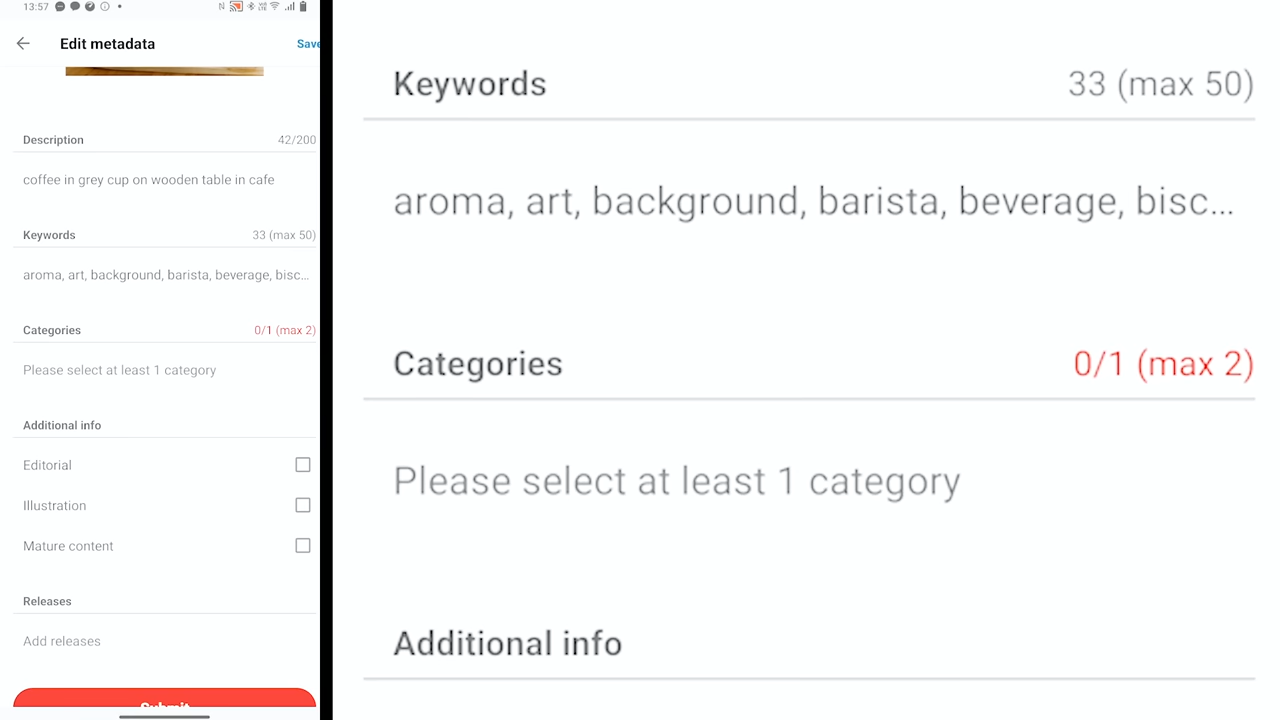 13:57
Edit metadata
Save
Description
42/200
coffee in grey cup on wooden table in cafe
Keywords
33 (max 50)
aroma, art, background, barista, beverage, bisc...
Categories
0/1 (max 2)
Please select at least 1 category
Additional info
Editorial
Illustration
Mature content
Releases
Add releases
Submit
Keywords
33 (max 50)
aroma, art, background, barista, beverage, bisc...
Categories
0/1 (max 2)
Please select at least 1 category
Additional info